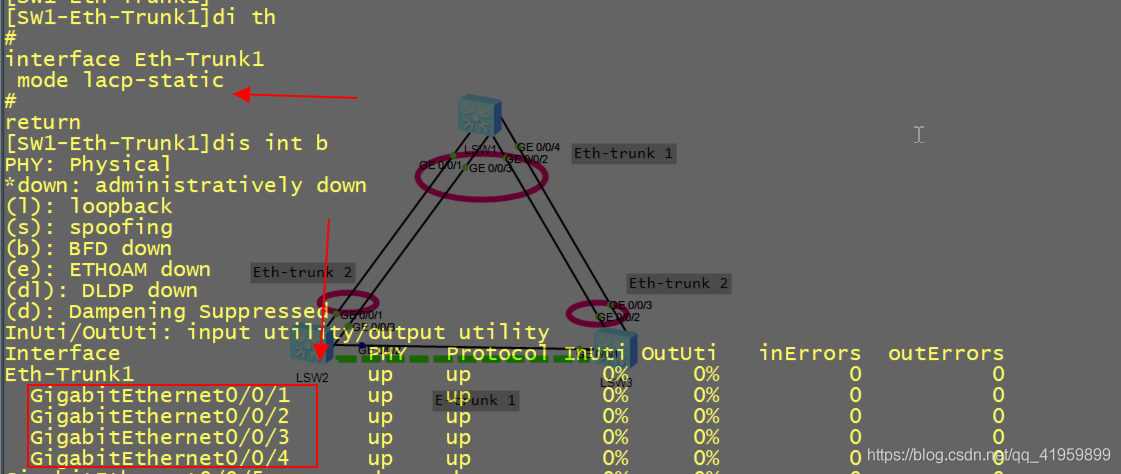 [SW1-Eth-Trunk1]di th
#
interface Eth-Trunk1
mode lacp-static
#
return
[SW1-Eth-Trunk1]dis int b
PHY: Physical
*down: administratively down
(l): loopback
(s): spoofing
(b): BFD down
(e): ETHOAM down
(dl): DLDP down
(d): Dampening Suppressed
InUti/OutUti: input utility/output utility
Interface PHY Protocol InUti OutUti inErrors outErrors
Eth-Trunk1 up up 0% 0% 0 0
GigabitEthernet0/0/1 up up 0% 0% 0 0
GigabitEthernet0/0/2 up up 0% 0% 0 0
GigabitEthernet0/0/3 up up 0% 0% 0 0
GigabitEthernet0/0/4 up up 0% 0% 0 0
LSW1
GE 0/0/4
GE 0/0/2
GE 0/0/1
GE 0/0/3
Eth-trunk 1
Eth-trunk 2
GE 0/0/1
GE 0/0/3
LSW2
Eth-trunk 2
GE 0/0/3
GE 0/0/2
LSW3
E-trunk 1
https://blog.csdn.net/qq_41959899